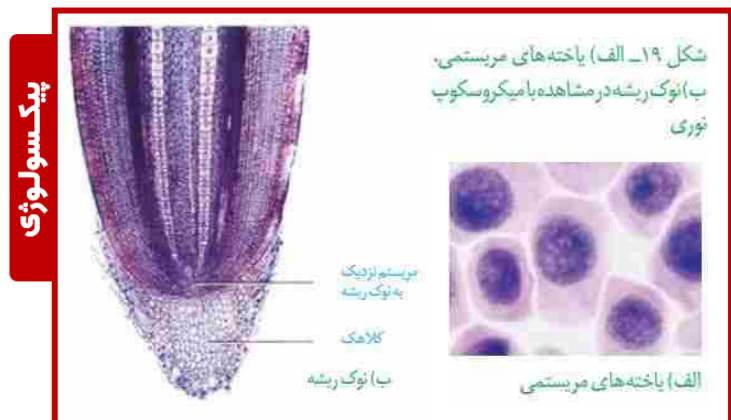 پیکسولوژی
شکل ۱۹ــ الف) یاخته‌های مریستمی.
ب) نوک ریشه در مشاهده با میکروسکوپ
نوری
مریستم نزدیک
به نوک ریشه
کلاهک
ب) نوک ریشه
الف) یاخته‌های مریستمی